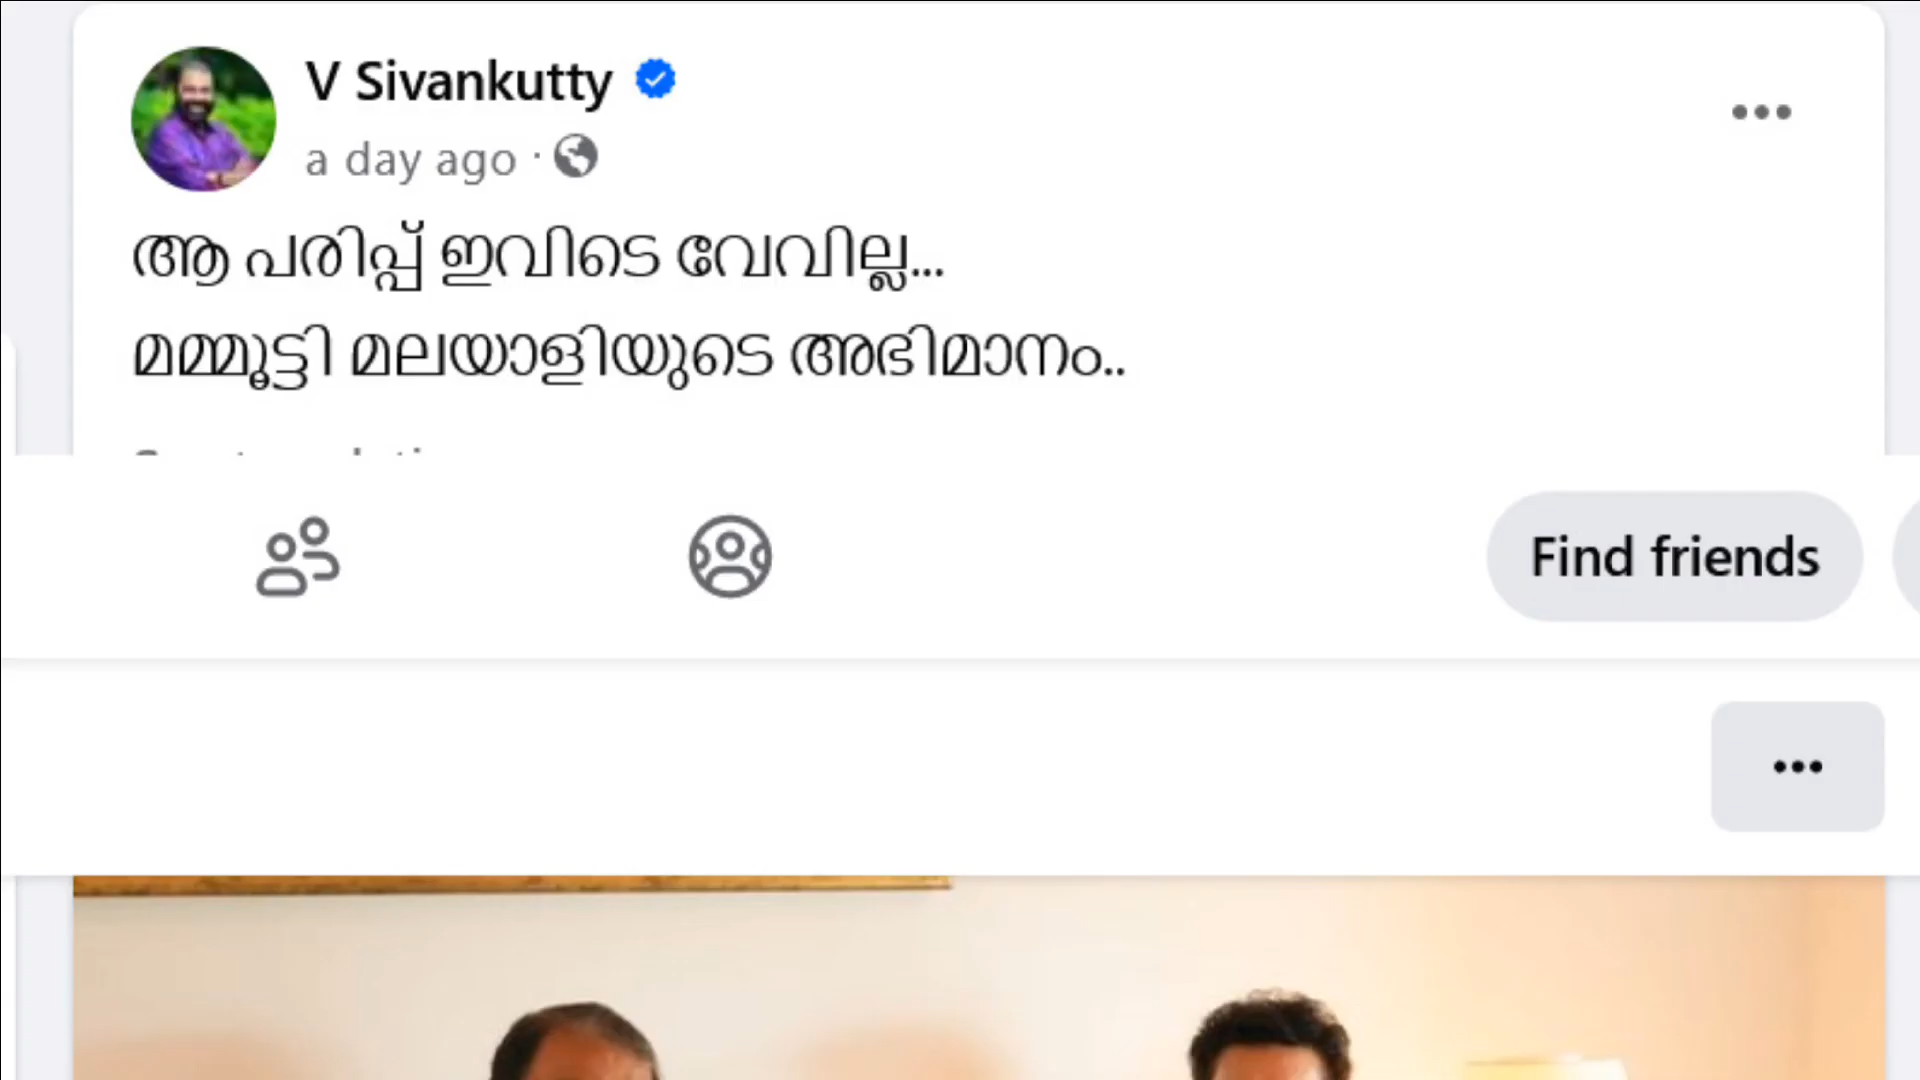 V Sivankutty
a day ago ·
ആ പരിപ്പ് ഇവിടെ വേവില്ല...
മമ്മൂട്ടി മലയാളിയുടെ അഭിമാനം..
Find friends